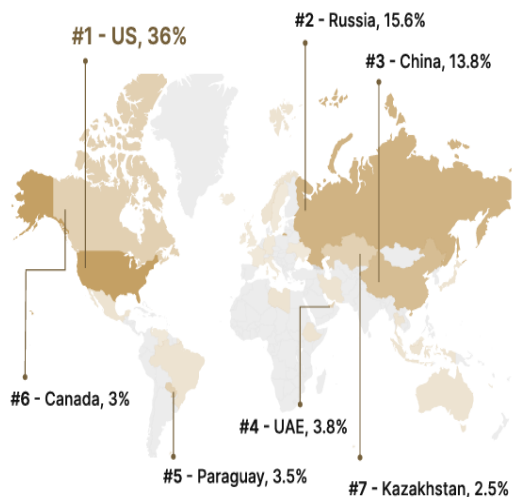 #1 - US, 36%
#2 - Russia, 15.6%
#3 - China, 13.8%
#6 - Canada, 3%
#4 - UAE, 3.8%
#5 - Paraguay, 3.5%
#7 - Kazakhstan, 2.5%